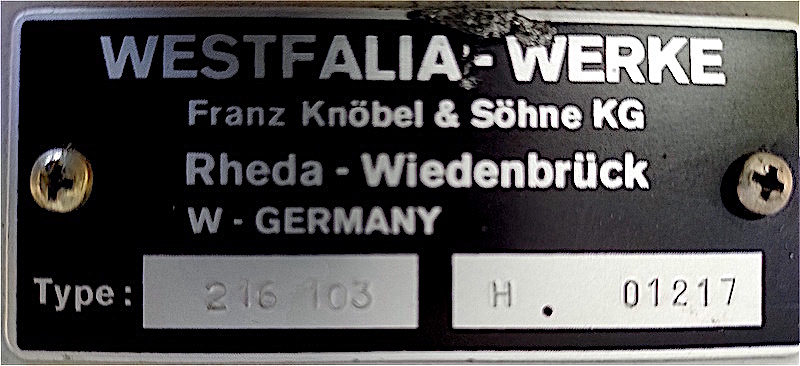 WESTFALIA-WERKE
Franz Knöbel & Söhne KG
Rheda-Wiedenbrück
W-GERMANY
Type: 216 103 H. 01217